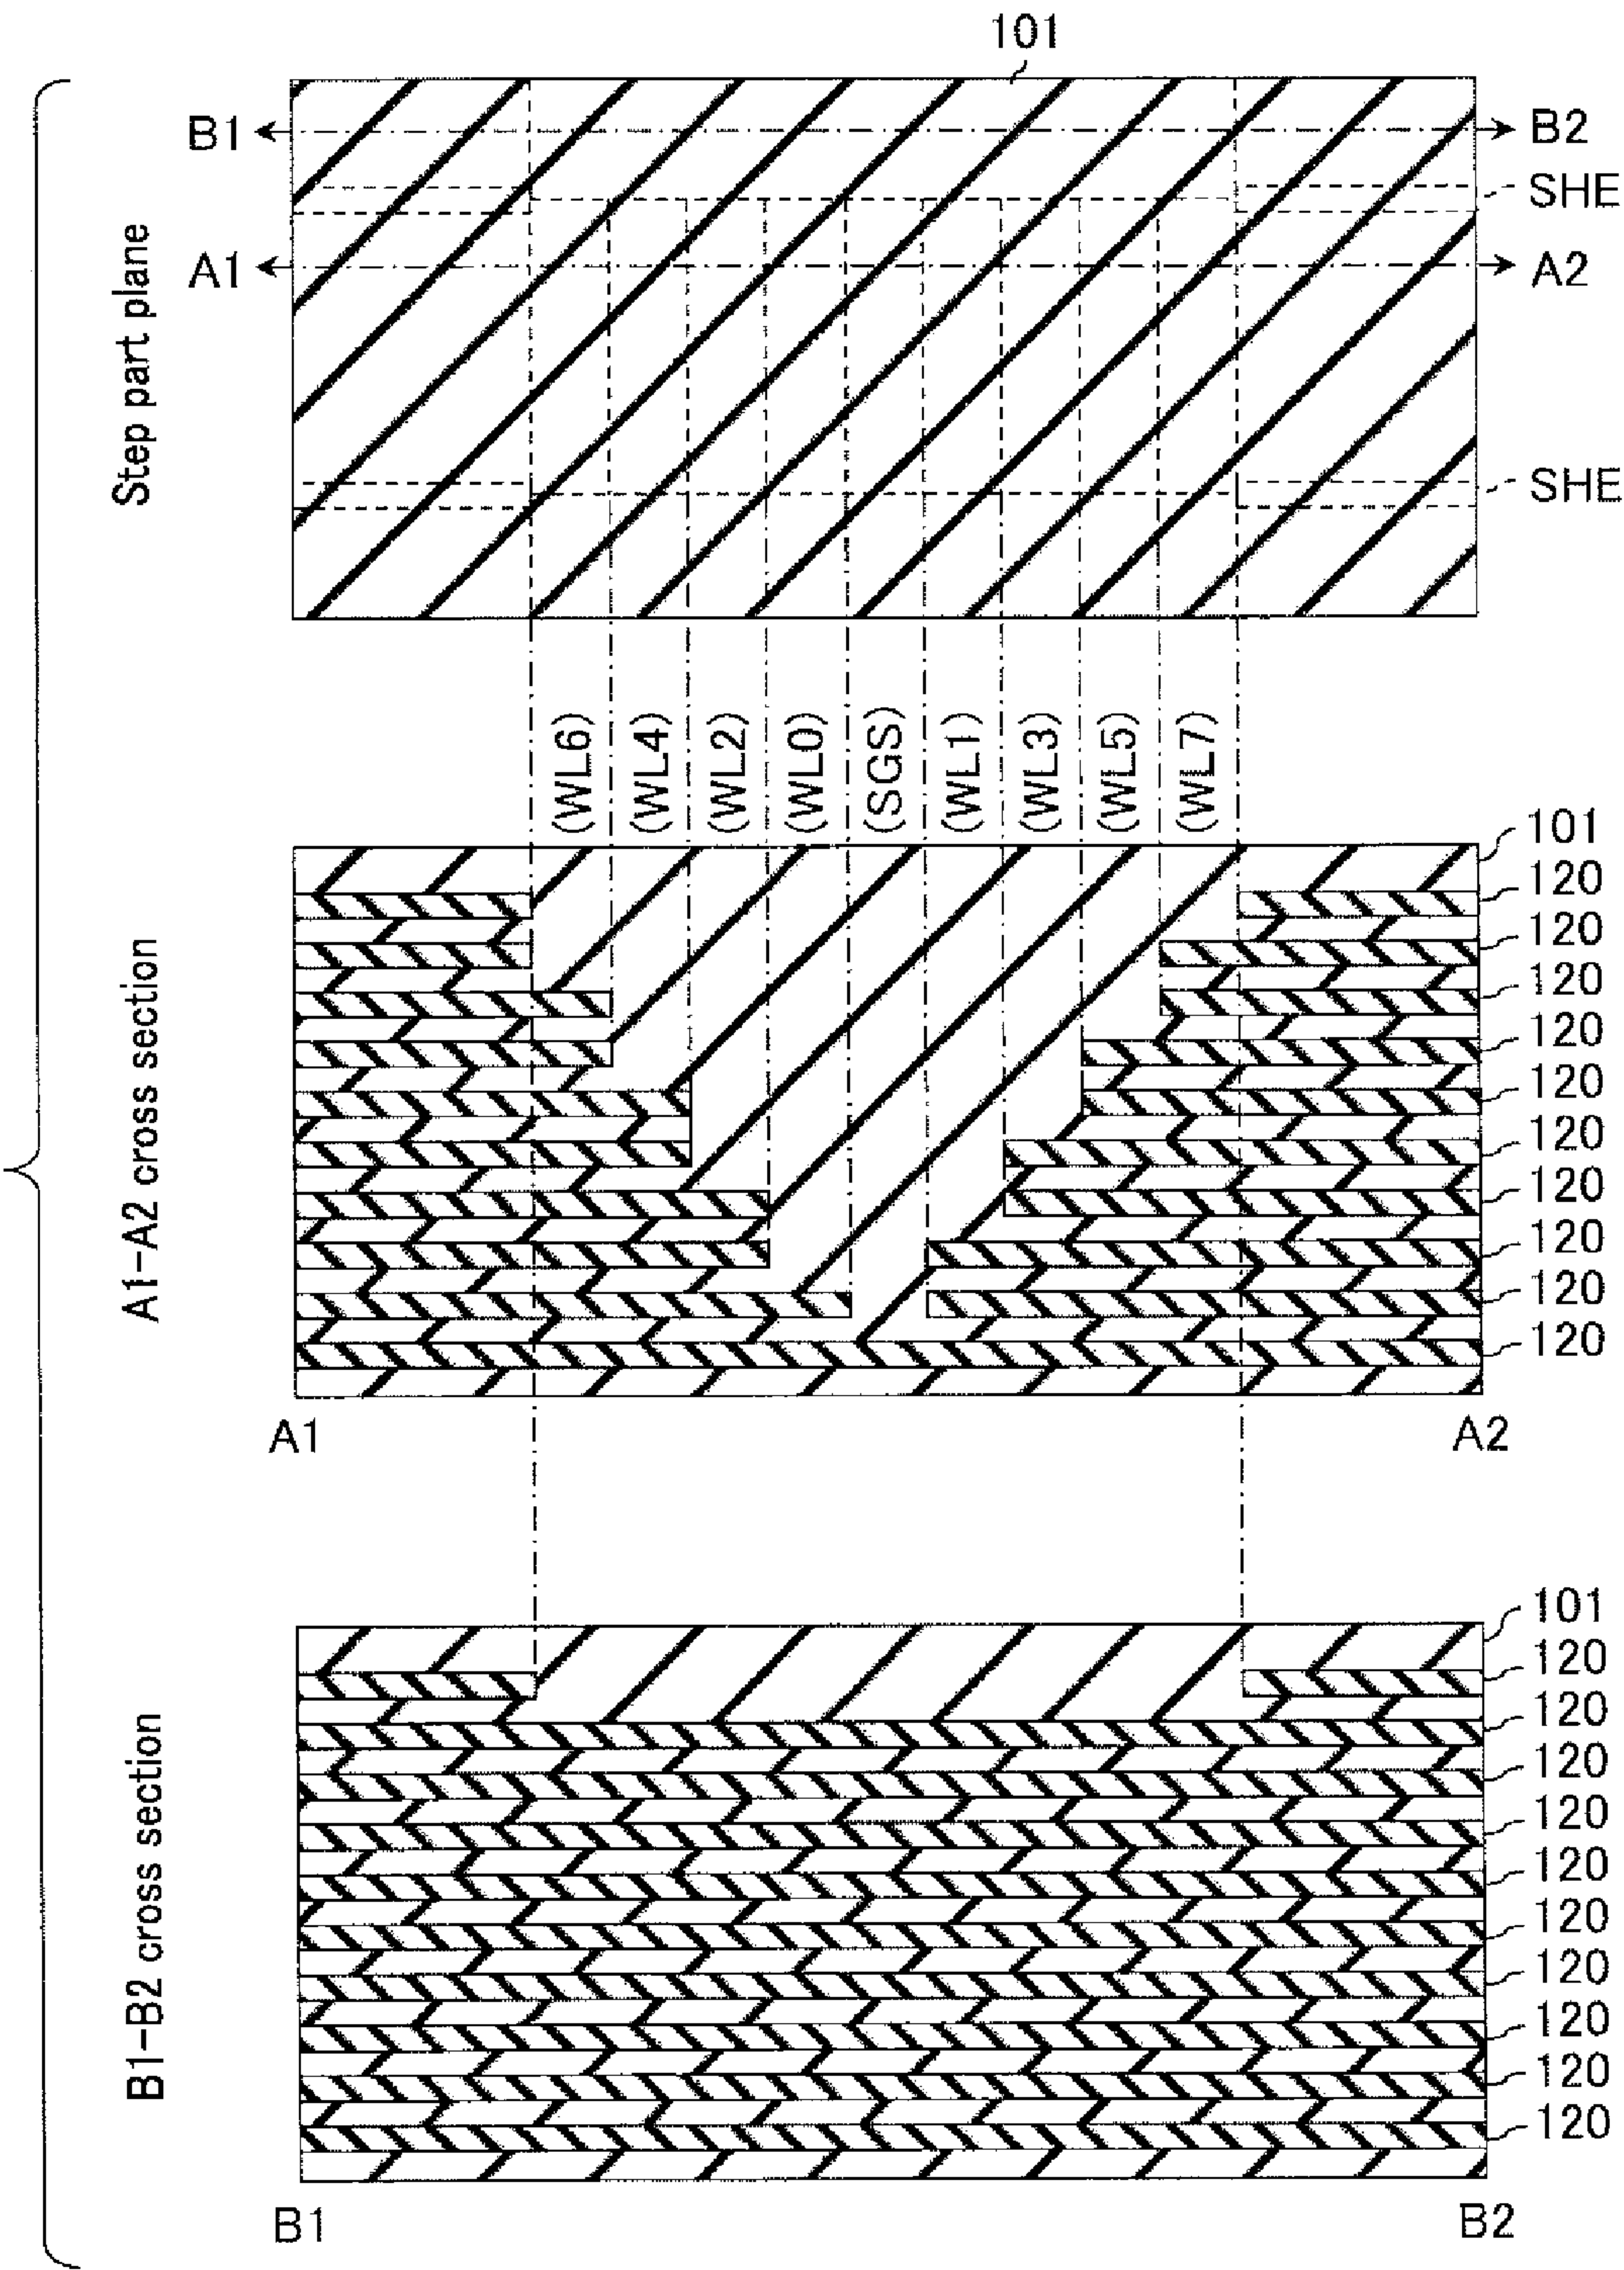 101
B1
B2
SHE
A1
A2
Step part plane
SHE
(WL6)
(WL4)
(WL2)
(WL0)
(SGS)
(WL1)
(WL3)
(WL5)
(WL7)
A1-A2 cross section
101
120
120
120
120
120
120
120
120
120
120
A1
A2
B1-B2 cross section
101
120
120
120
120
120
120
120
120
120
120
B1
B2